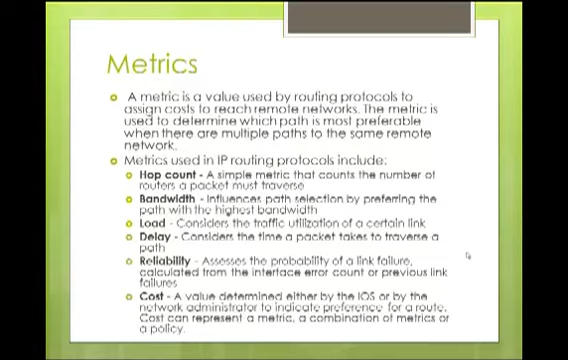 Metrics
A metric is a value used by routing protocols to
assign costs to reach remote networks. The metric is
used to determine which path is most preferable
when there are multiple paths to the same remote
network.
Metrics used in IP routing protocols include:
Hop count - A simple metric that counts the number of
routers a packet must traverse
Bandwidth - Influences path selection by preferring the
path with the highest bandwidth
Load - Considers the traffic utilization of a certain link
Delay - Considers the time a packet takes to traverse a
path
Reliability - Assesses the probability of a link failure,
calculated from the interface error count or previous link
failures
Cost - A value determined either by the IOS or by the
network administrator to indicate preference for a route.
Cost can represent a metric, a combination of metrics or
a policy.